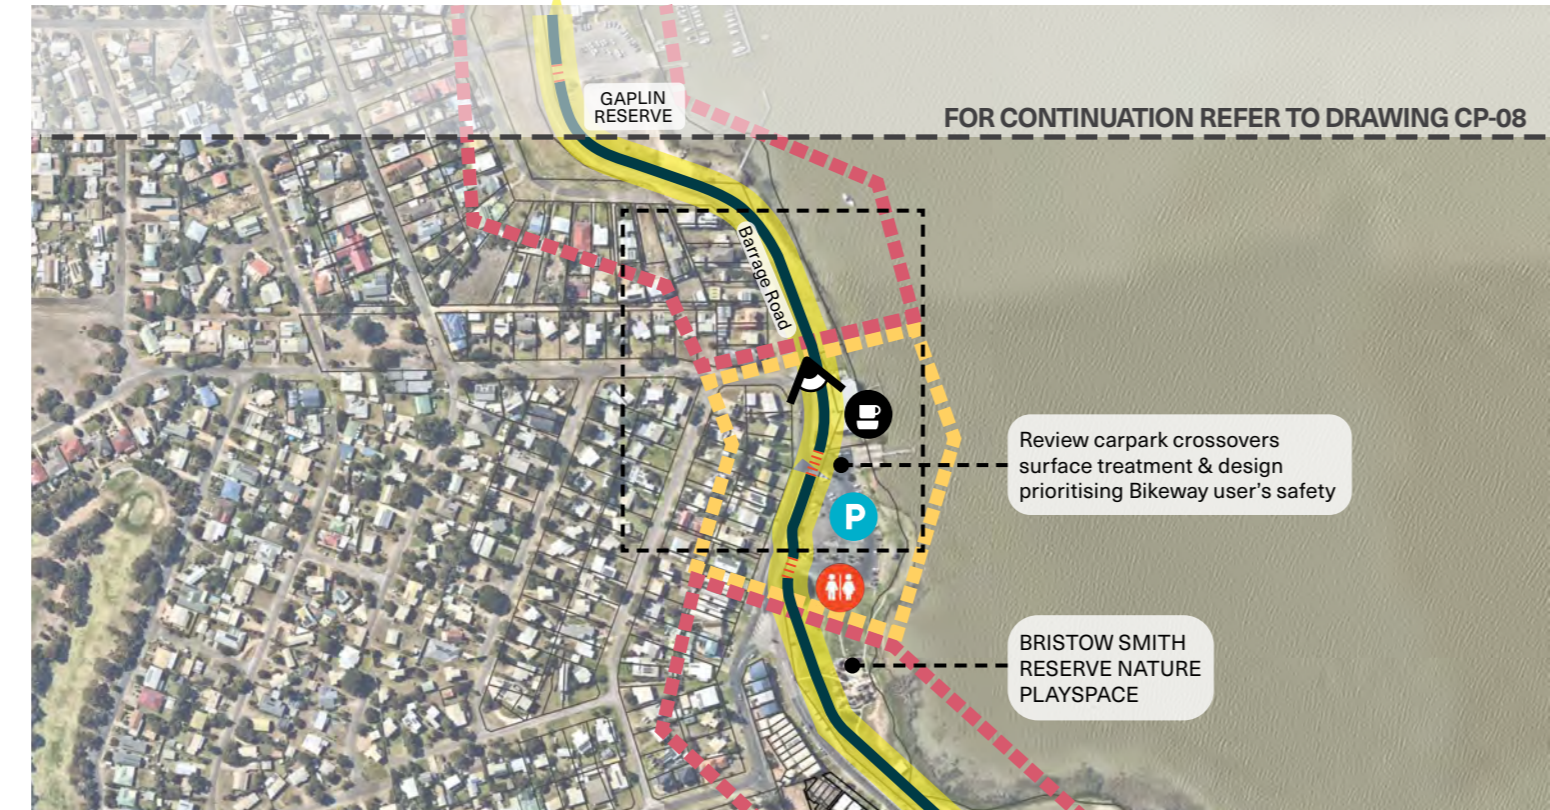 GAPLIN
RESERVE
FOR CONTINUATION REFER TO DRAWING CP-08
Barrage Road
Review carpark crossovers
surface treatment & design
prioritising Bikeway user's safety
P
BRISTOW SMITH
RESERVE NATURE
PLAYSPACE